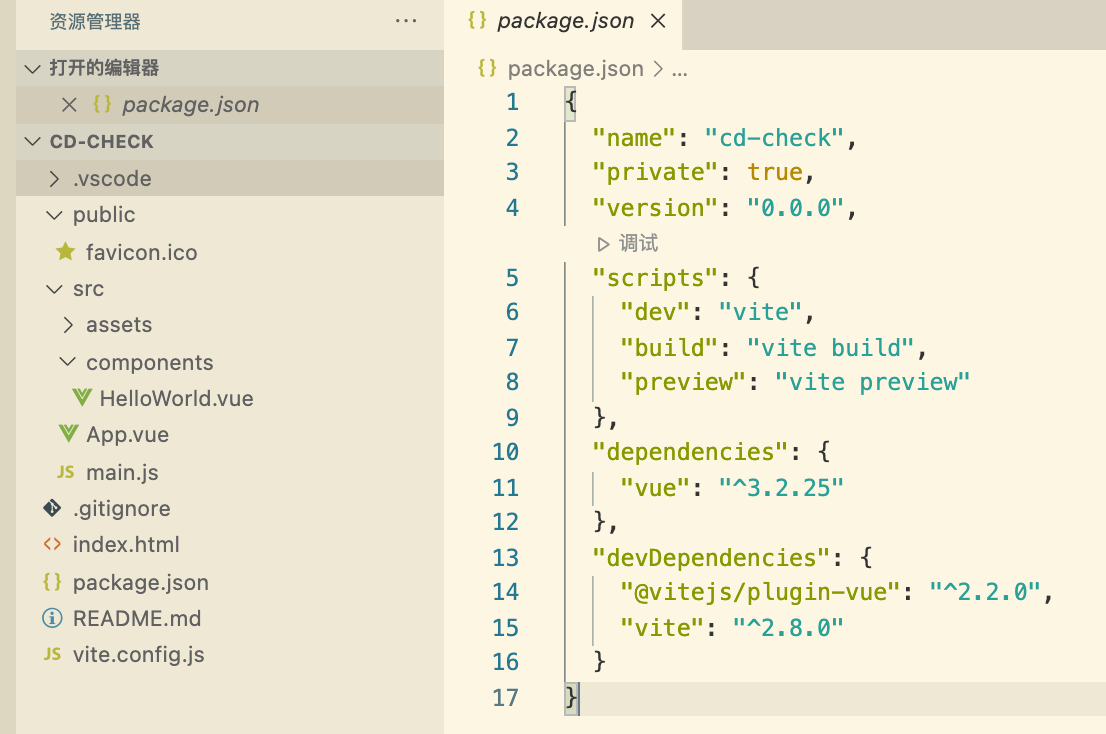 资源管理器 ...
打开的编辑器
package.json
CD-CHECK
.vscode
public
favicon.ico
src
assets
components
HelloWorld.vue
App.vue
JS main.js
.gitignore
<> index.html
{} package.json
README.md
JS vite.config.js
{} package.json
{} package.json > ...
1 {
2 "name": "cd-check",
3 "private": true,
4 "version": "0.0.0",
调试
5 "scripts": {
6 "dev": "vite",
7 "build": "vite build",
8 "preview": "vite preview"
9 },
10 "dependencies": {
11 "vue": "^3.2.25"
12 },
13 "devDependencies": {
14 "@vitejs/plugin-vue": "^2.2.0",
15 "vite": "^2.8.0"
16 }
17 }